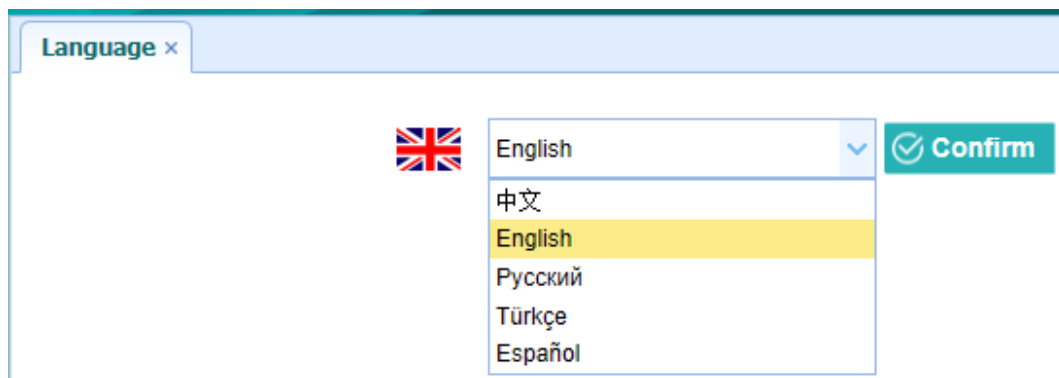 Language ×
English
Confirm
中文
English
Русский
Türkçe
Español